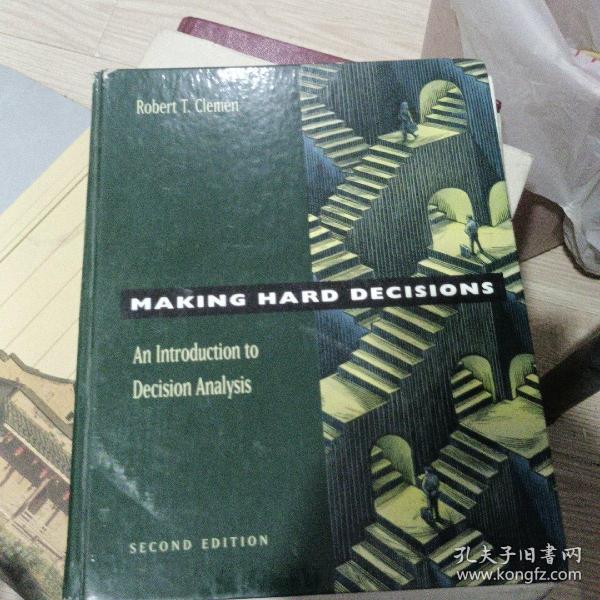 Robert T. Clemen
MAKING HARD DECISIONS
An Introduction to
Decision Analysis
SECOND EDITION
孔夫子旧书网
www.kongfz.com